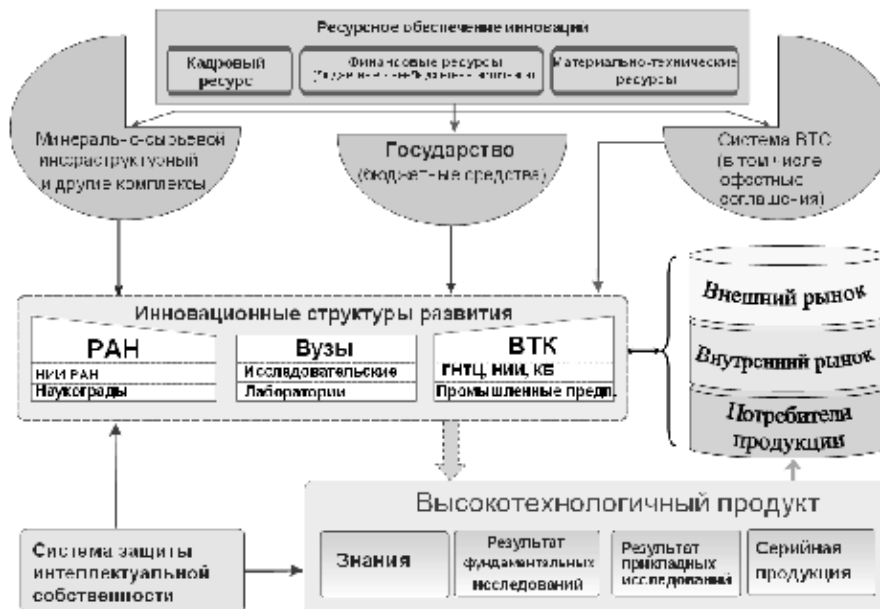 Ресурсное обеспечение инноваций
Кадровый
ресурс
Финансовые ресурсы
Материально-технические
ресурсы
Минерально-сырьевой
инфраструктурный
и другие комплексы
Государство
(бюджетные средства)
Система ВТС
(в том числе
офсетные
соглашения)
Инновационные структуры развития
РАН
НИИ РАН
Наукограды
Вузы
Исследовательские
Лаборатории
ВТК
ГНТЦ, НИИ, КБ
Промышленные предп.
Внешний рынок
Внутренний рынок
Потребители
продукции
Высокотехнологичный продукт
Знания
Результат
фундаментальных
исследований
Результат
прикладных
исследований
Серийная
продукция
Система защиты
интеллектуальной
собственности